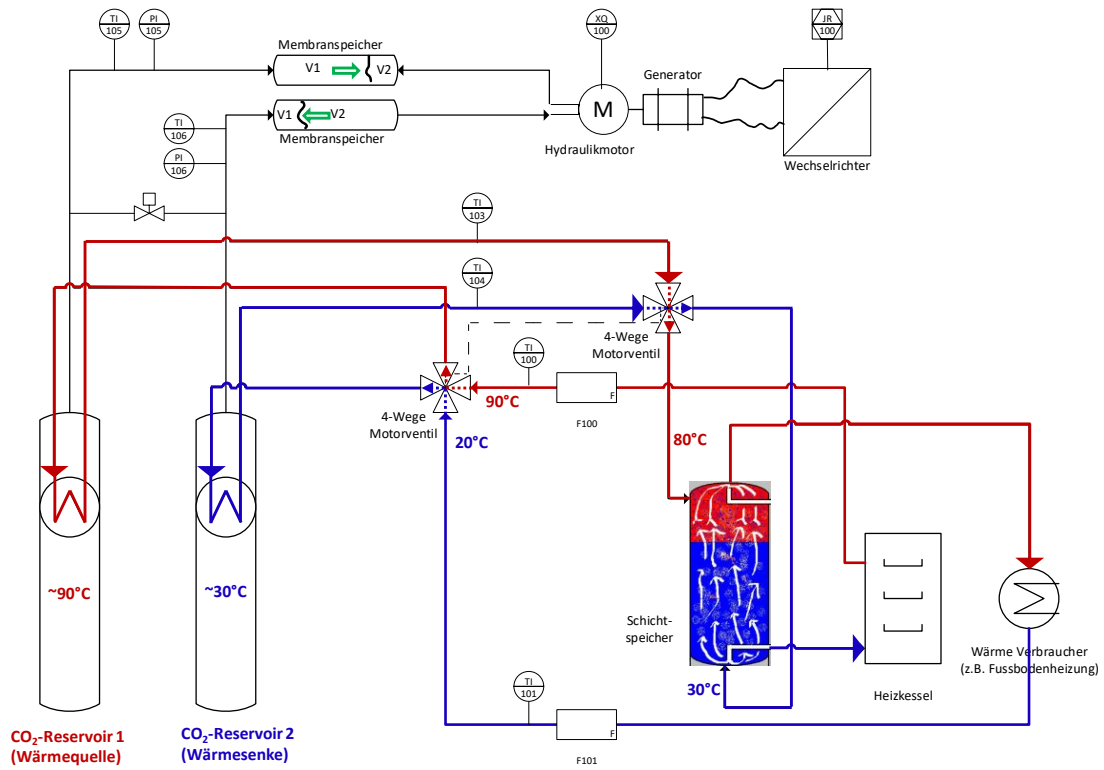 TI
105
PI
105
XQ
100
JR
100
Membranspeicher
V1
V2
Generator
M
V1
V2
Membranspeicher
TI
106
PI
106
Hydraulikmotor
Wechselrichter
TI
103
TI
104
4-Wege
Motorventil
TI
100
90°C
F
F100
4-Wege
Motorventil
20°C
80°C
~90°C
~30°C
Schicht-
speicher
30°C
Heizkessel
Wärme Verbraucher
(z.B. Fussbodenheizung)
TI
101
F
F101
CO₂-Reservoir 1
(Wärmequelle)
CO₂-Reservoir 2
(Wärmesenke)